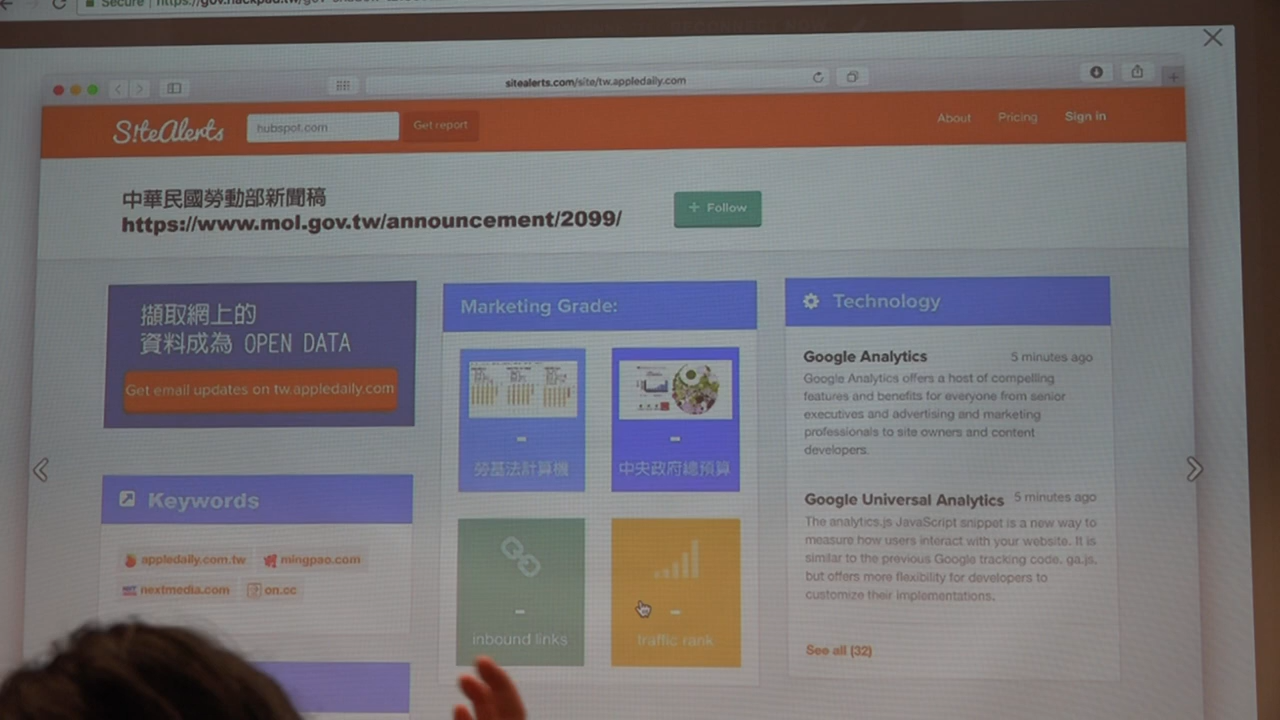 Secure
sitealerts.com/site/tw.appledaily.com
S!teAlerts
hubspot.com
Get report
About
Pricing
Sign in
中華民國勞動部新聞稿
https://www.mol.gov.tw/announcement/2099/
+ Follow
擷取網上的
資料成為 OPEN DATA
Get email updates on tw.appledaily.com
Keywords
appledaily.com.tw
mingpao.com
nextmedia.com
on.cc
Marketing Grade:
勞基法計算機
中央政府總預算
inbound links
traffic rank
Technology
Google Analytics
5 minutes ago
Google Analytics offers a host of compelling
features and benefits for everyone from senior
executives and advertising and marketing
professionals to site owners and content
developers.
Google Universal Analytics
5 minutes ago
The analytics.js JavaScript snippet is a new way to
measure how users interact with your website. It is
similar to the previous Google tracking code, ga.js,
but offers more flexibility for developers to
customize their implementations.
See all (32)